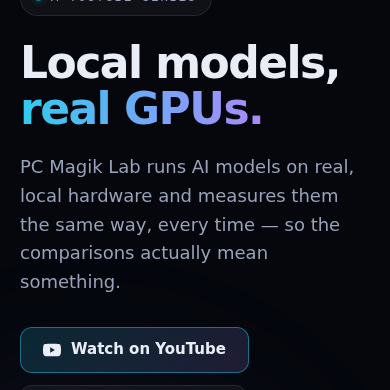 Local models,
real GPUs.
PC Magik Lab runs AI models on real,
local hardware and measures them
the same way, every time — so the
comparisons actually mean
something.
Watch on YouTube